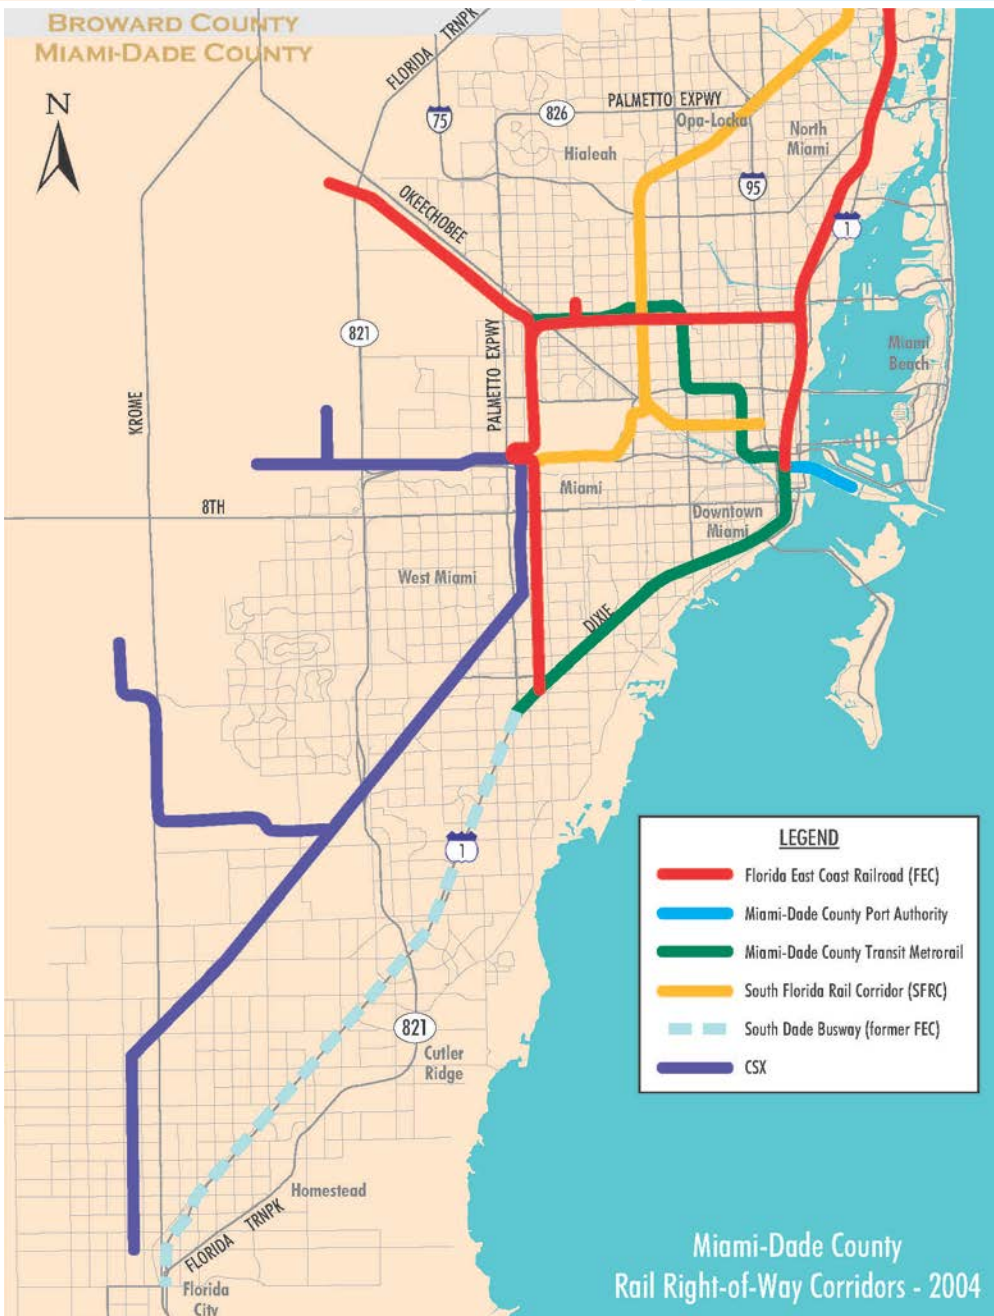 BROWARD COUNTY
MIAMI-DADE COUNTY
N
FLORIDA TRNPK
75
826
PALMETTO EXPWY
Opa-Locka
Hialeah
North
Miami
95
OKEECHOBEE
1
821
PALMETTO EXPWY
Miami
Beach
KROME
Miami
8TH
Downtown
Miami
West Miami
DIXIE
1
LEGEND
Florida East Coast Railroad (FEC)
Miami-Dade County Port Authority
Miami-Dade County Transit Metrorail
South Florida Rail Corridor (SFRC)
South Dade Busway (former FEC)
CSX
821
Cutler
Ridge
Homestead
FLORIDA TRNPK
Florida
City
Miami-Dade County
Rail Right-of-Way Corridors - 2004